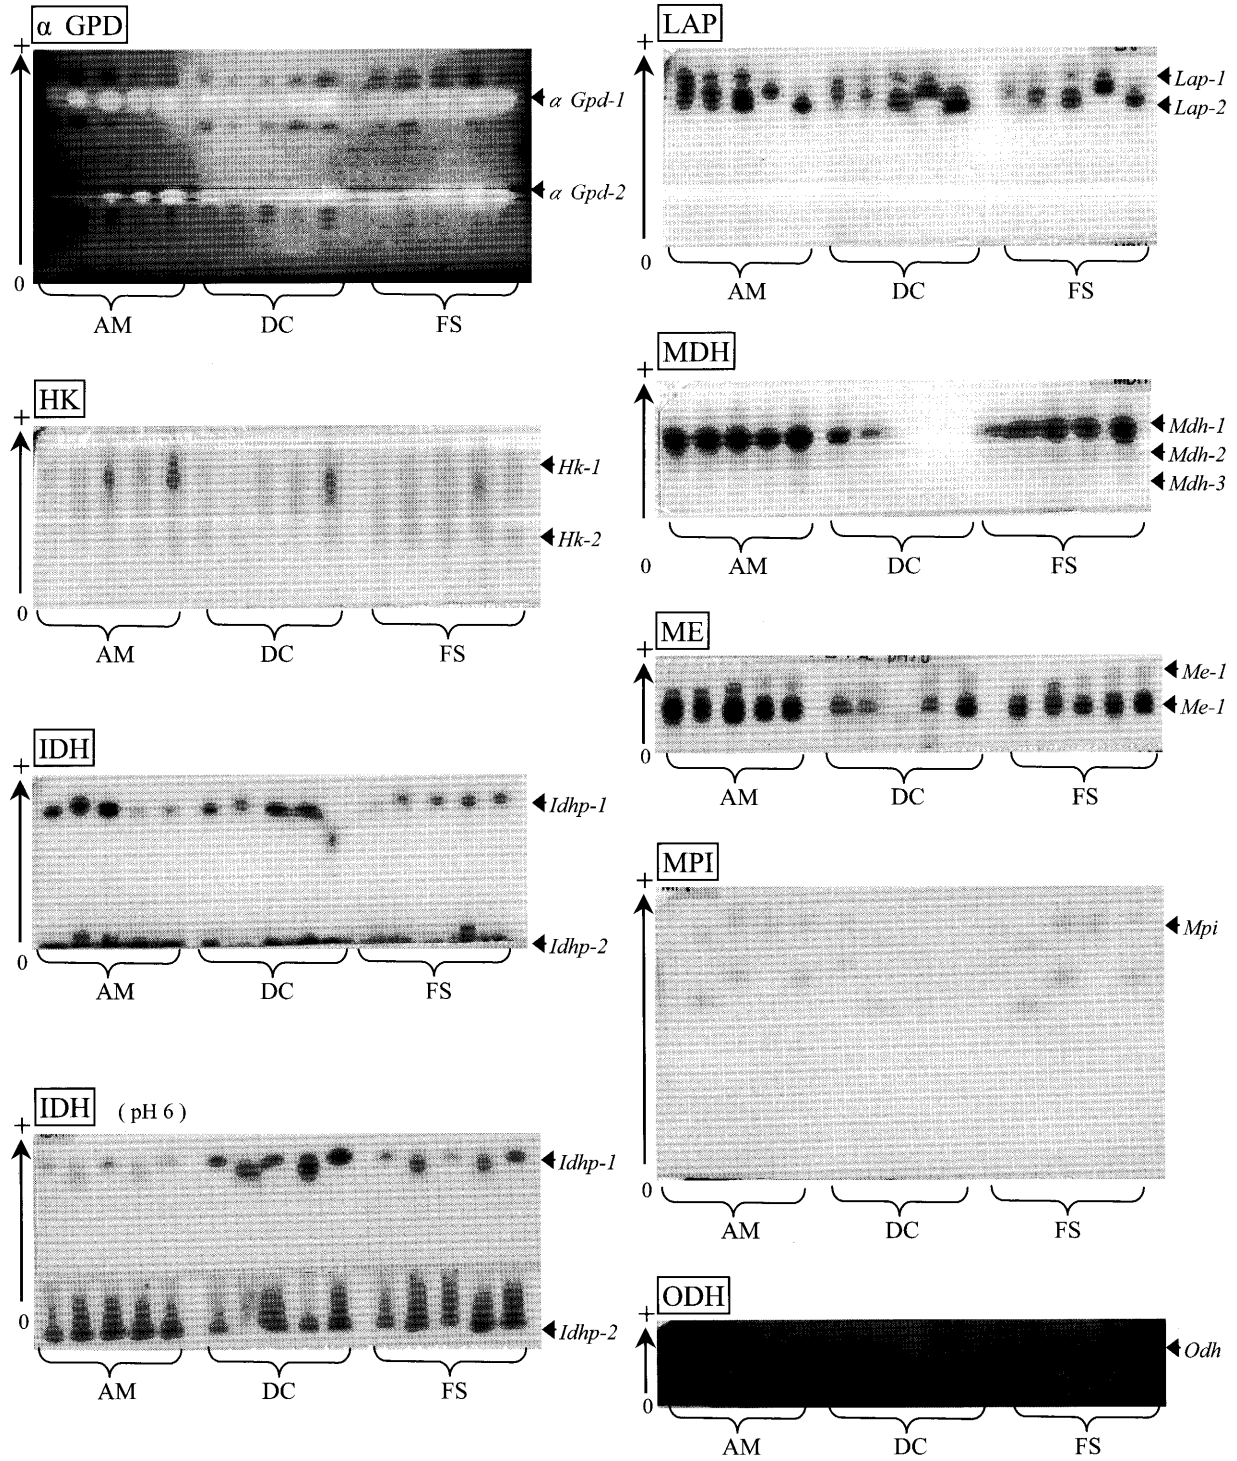 α GPD
+
α Gpd-1
α Gpd-2
0
AM DC FS
HK
+
Hk-1
Hk-2
0
AM DC FS
IDH
+
Idhp-1
Idhp-2
0
AM DC FS
IDH ( pH 6 )
+
Idhp-1
Idhp-2
0
AM DC FS
LAP
+
Lap-1
Lap-2
0
AM DC FS
MDH
+
Mdh-1
Mdh-2
Mdh-3
0
AM DC FS
ME
+
Me-1
Me-1
0
AM DC FS
MPI
+
Mpi
0
AM DC FS
ODH
+
Odh
0
AM DC FS